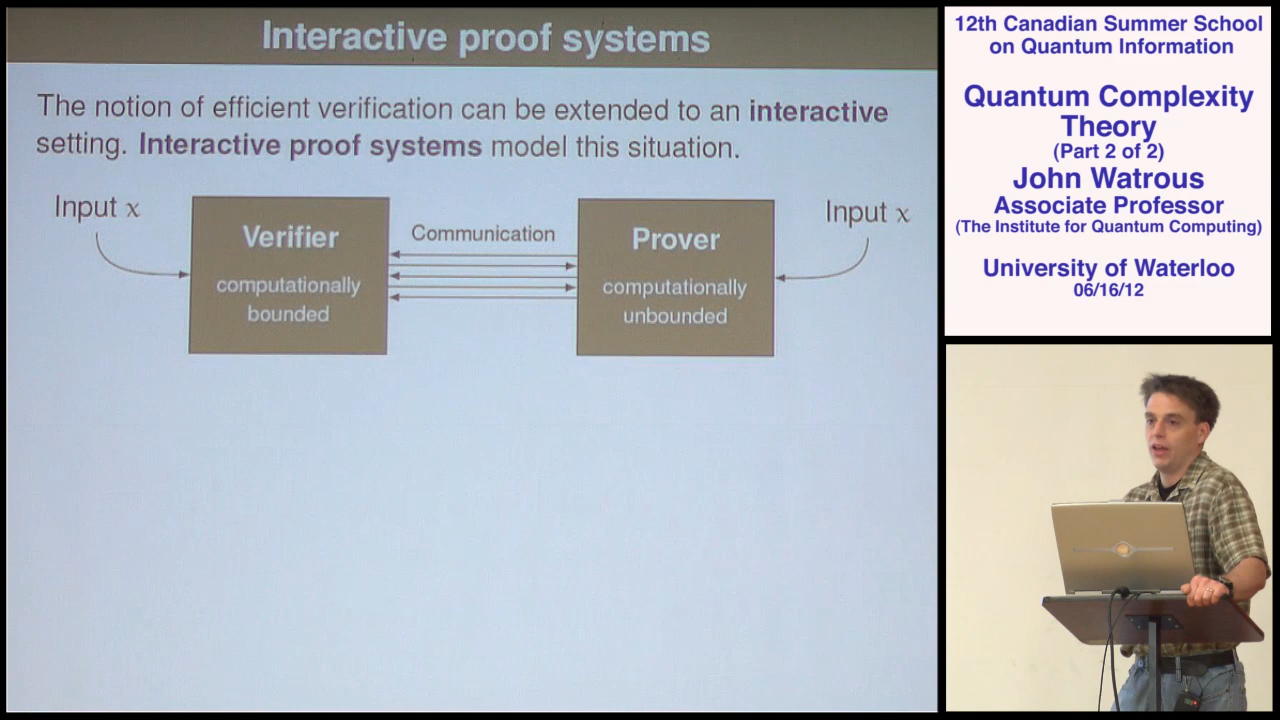 Interactive proof systems
The notion of efficient verification can be extended to an interactive
setting. Interactive proof systems model this situation.
Input x
Verifier
computationally
bounded
Communication
Prover
computationally
unbounded
Input x
12th Canadian Summer School
on Quantum Information
Quantum Complexity
Theory
(Part 2 of 2)
John Watrous
Associate Professor
(The Institute for Quantum Computing)
University of Waterloo
06/16/12